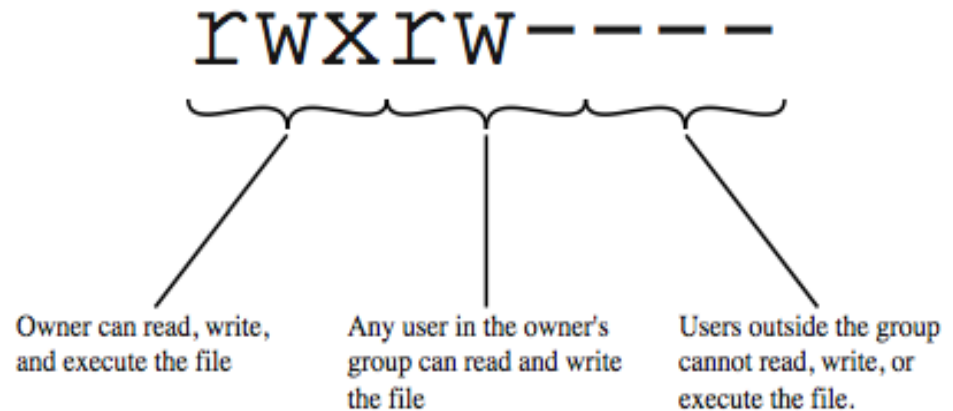 rwxrw----
Owner can read, write,
and execute the file
Any user in the owner's
group can read and write
the file
Users outside the group
cannot read, write, or
execute the file.